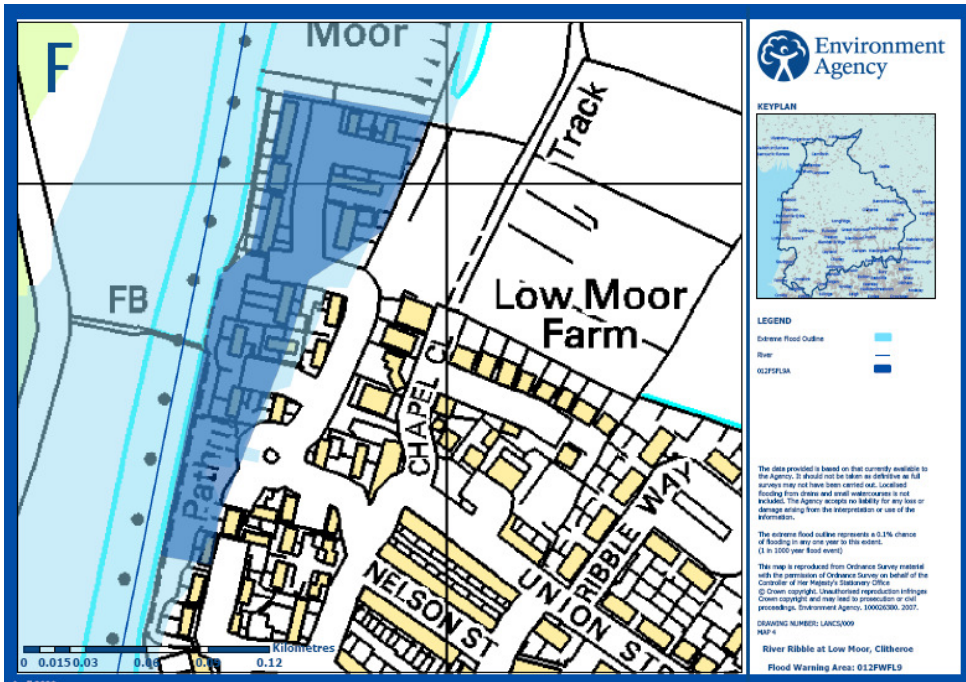 F
Moor
Track
FB
Low Moor
Farm
CHAPEL CL
Path
RIBBLE WAY
UNION ST
NELSON ST
Kilometres
0 0.015 0.03 0.06 0.09 0.12
Environment
Agency
KEYPLAN
LEGEND
Extreme Flood Outline
River
012FSFL9A
The data provided is based on that currently available to
the Agency. It should not be taken as definitive as full
surveys may not have been carried out. Localised
flooding from drains and small watercourses is not
included. The Agency accepts no liability for any loss or
damage arising from the interpretation or use of the
information.
The extreme flood outline represents a 0.1% chance
of flooding in any one year to this extent.
(1 in 1000 year flood event)
This map is reproduced from Ordnance Survey material
with the permission of Ordnance Survey on behalf of the
Controller of Her Majesty's Stationery Office
© Crown copyright. Unauthorised reproduction infringes
Crown copyright and may lead to prosecution or civil
proceedings. Environment Agency, 100026380, 2007.
DRAWING NUMBER: LANCS/009
MAP 4
River Ribble at Low Moor, Clitheroe
Flood Warning Area: 012FWFL9